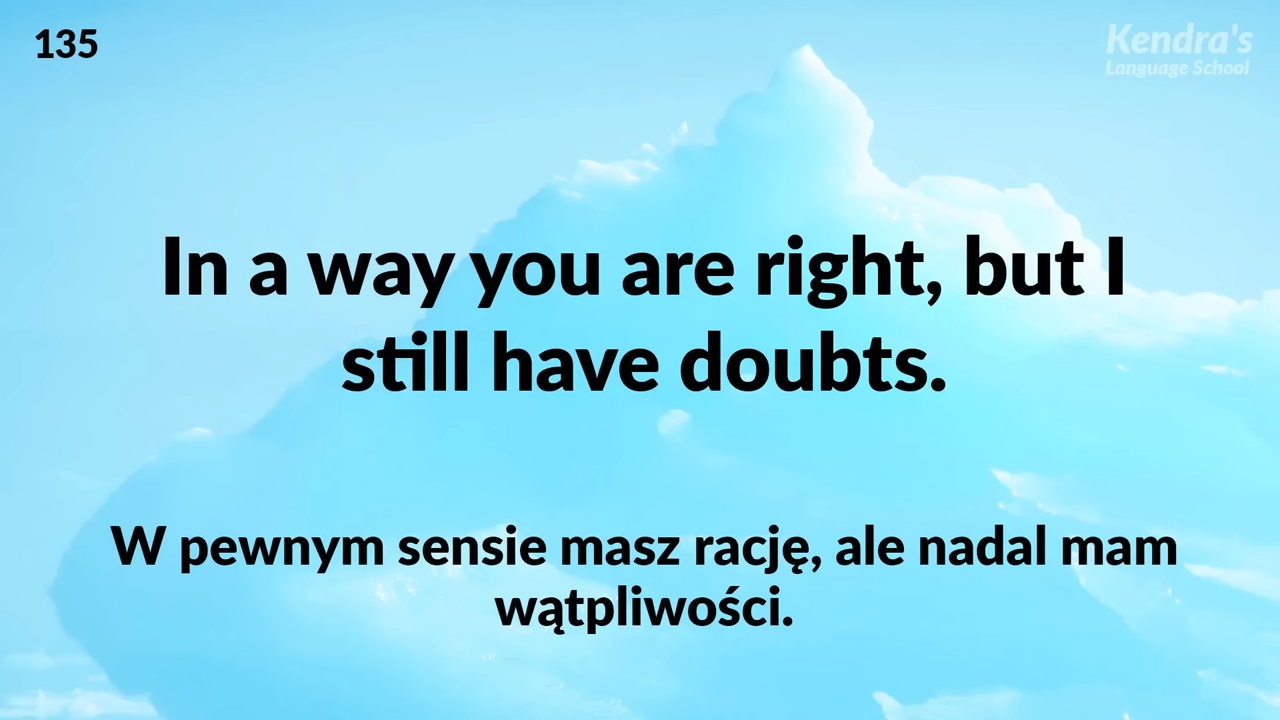 135
Kendra's
Language School
In a way you are right, but I
still have doubts.
W pewnym sensie masz rację, ale nadal mam
wątpliwości.